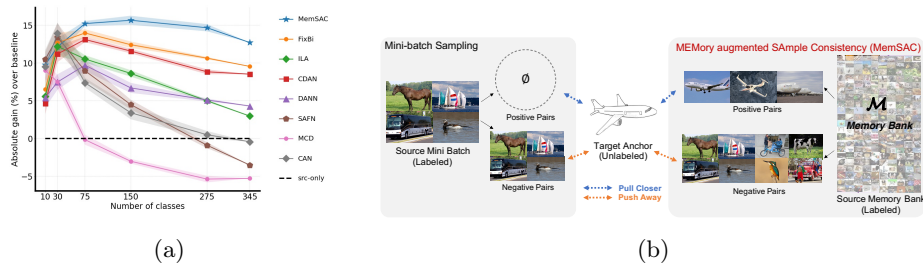 Absolute gain (%) over baseline
15
10
5
0
−5
10 30 75 150 275 345
Number of classes
MemSAC
FixBi
ILA
CDAN
DANN
SAFN
MCD
CAN
src-only
(a)
Mini-batch Sampling
Source Mini Batch
(Labeled)
∅
Positive Pairs
Negative Pairs
Target Anchor
(Unlabeled)
Pull Closer
Push Away
MEMory augmented SAmple Consistency (MemSAC)
Positive Pairs
Negative Pairs
M
Memory Bank
Source Memory Bank
(Labeled)
(b)